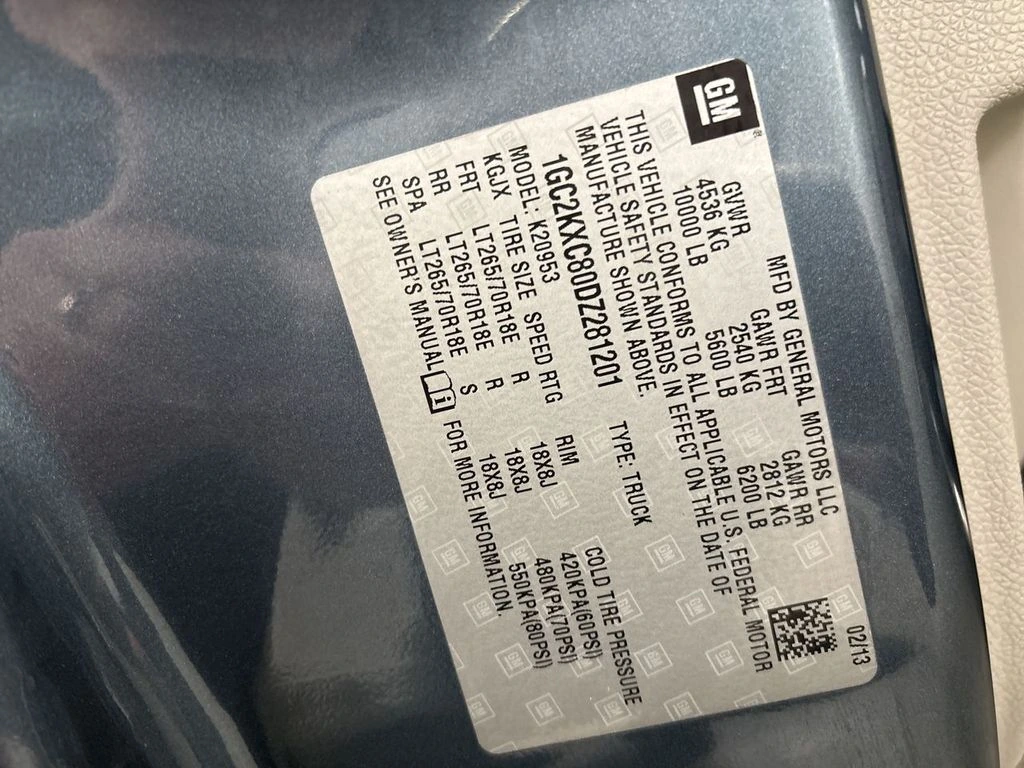 GM
MFD BY GENERAL MOTORS LLC 02/13
GVWR GAWR FRT GAWR RR
4536 KG 2540 KG 2812 KG
10000 LB 5600 LB 6200 LB
THIS VEHICLE CONFORMS TO ALL APPLICABLE U.S. FEDERAL MOTOR
VEHICLE SAFETY STANDARDS IN EFFECT ON THE DATE OF
MANUFACTURE SHOWN ABOVE.
1GC2KXC80DZ281201 TYPE: TRUCK
MODEL: K20953
KGJX TIRE SIZE SPEED RTG RIM COLD TIRE PRESSURE
FRT LT265/70R18E R 18X8J 420KPA(60PSI)
RR LT265/70R18E R 18X8J 480KPA(70PSI)
SPA LT265/70R18E S 18X8J 550KPA(80PSI)
SEE OWNER'S MANUAL FOR MORE INFORMATION.